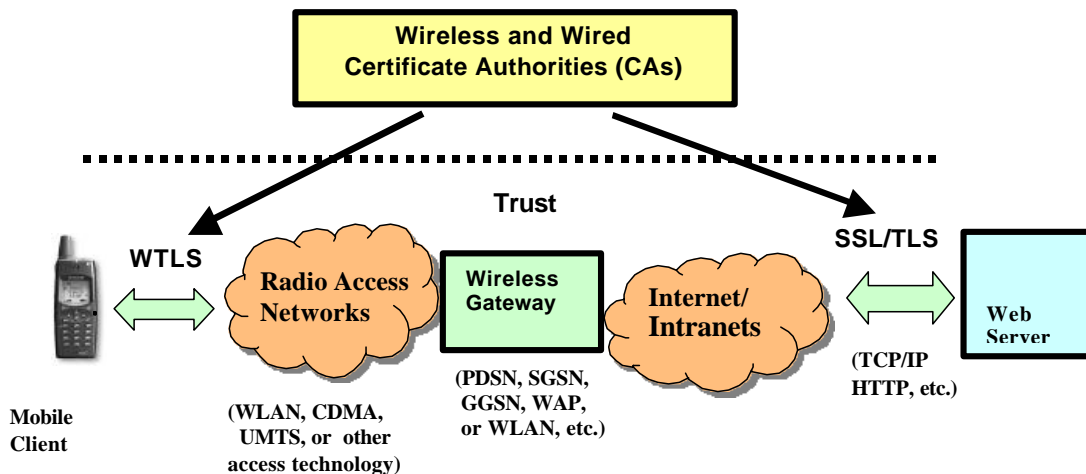 Wireless and Wired
Certificate Authorities (CAs)
Trust
WTLS
SSL/TLS
Radio Access
Networks
Wireless
Gateway
Internet/
Intranets
Web
Server
(TCP/IP
HTTP, etc.)
(PDSN, SGSN,
GGSN, WAP,
or WLAN, etc.)
(WLAN, CDMA,
UMTS, or other
access technology)
Mobile
Client